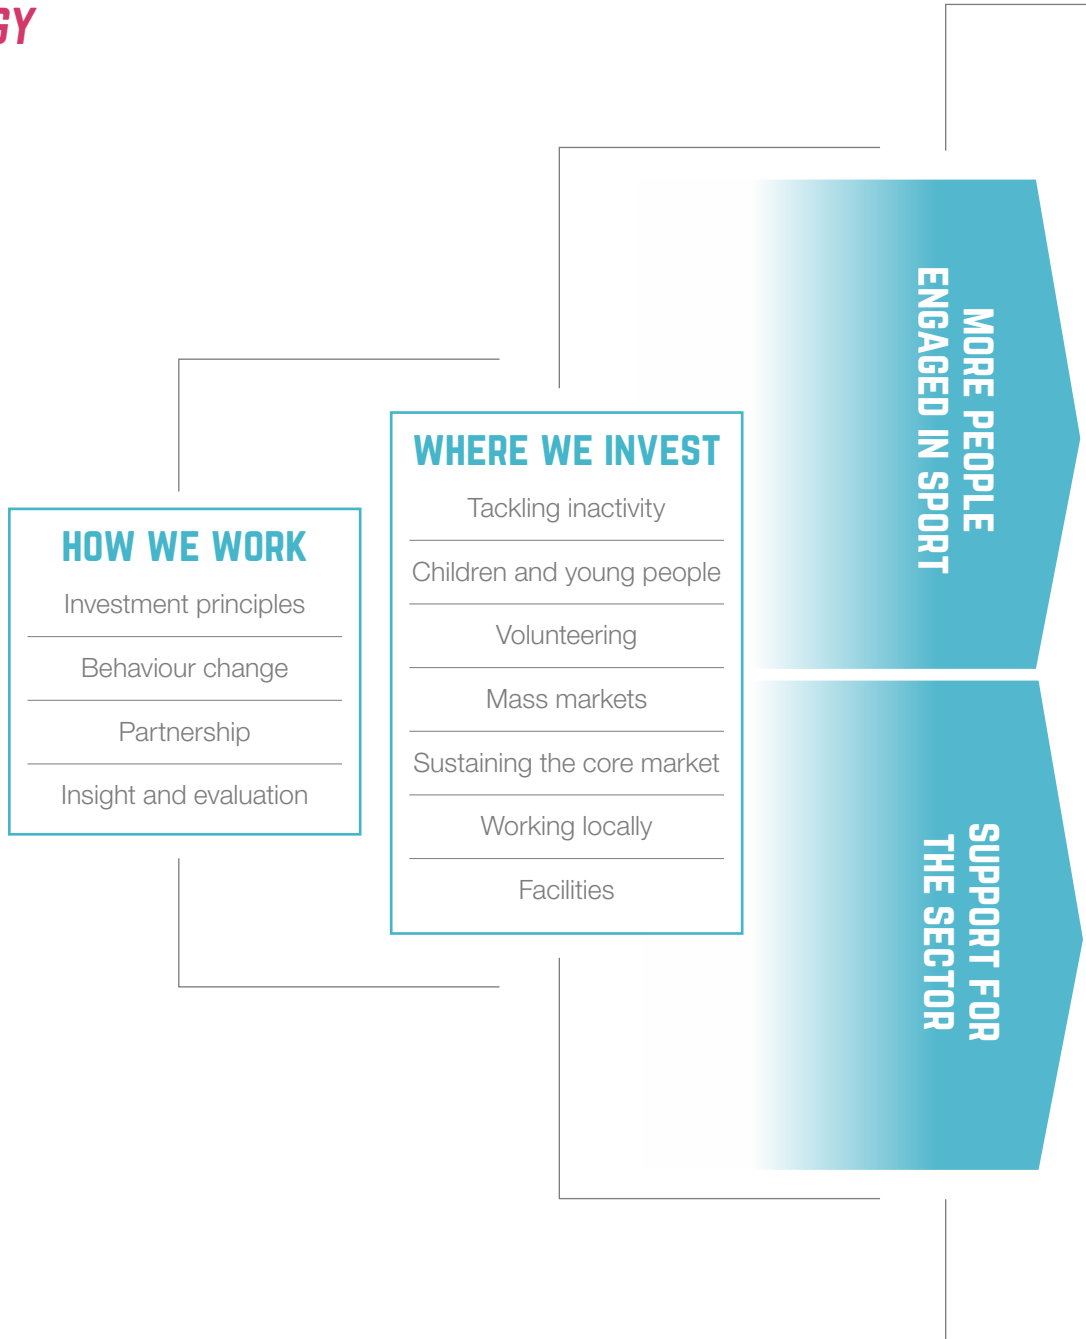 GY
HOW WE WORK
Investment principles
Behaviour change
Partnership
Insight and evaluation
WHERE WE INVEST
Tackling inactivity
Children and young people
Volunteering
Mass markets
Sustaining the core market
Working locally
Facilities
MORE PEOPLE
ENGAGED IN SPORT
SUPPORT FOR
THE SECTOR